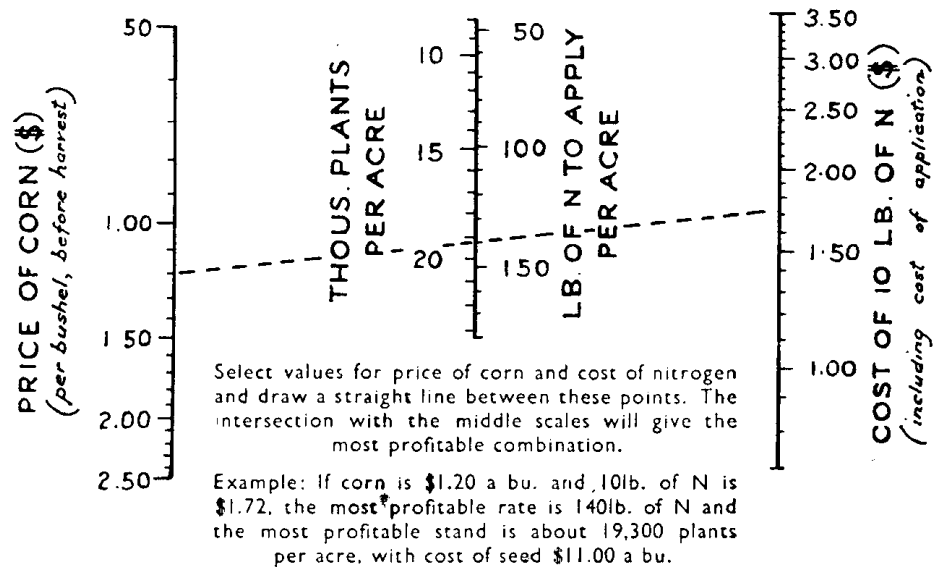 PRICE OF CORN ($)
(per bushel, before harvest)
50
1.00
1 50
2.00
2.50
THOUS. PLANTS
PER ACRE
10
15
20
50
100
150
LB. OF N TO APPLY
PER ACRE
3.50
3.00
2.50
2.00
1.50
1.00
COST OF 10 LB. OF N ($)
(including cost of application)
Select values for price of corn and cost of nitrogen
and draw a straight line between these points. The
intersection with the middle scales will give the
most profitable combination.
Example: If corn is $1.20 a bu. and 10lb. of N is
$1.72, the most profitable rate is 140lb. of N and
the most profitable stand is about 19,300 plants
per acre, with cost of seed $11.00 a bu.